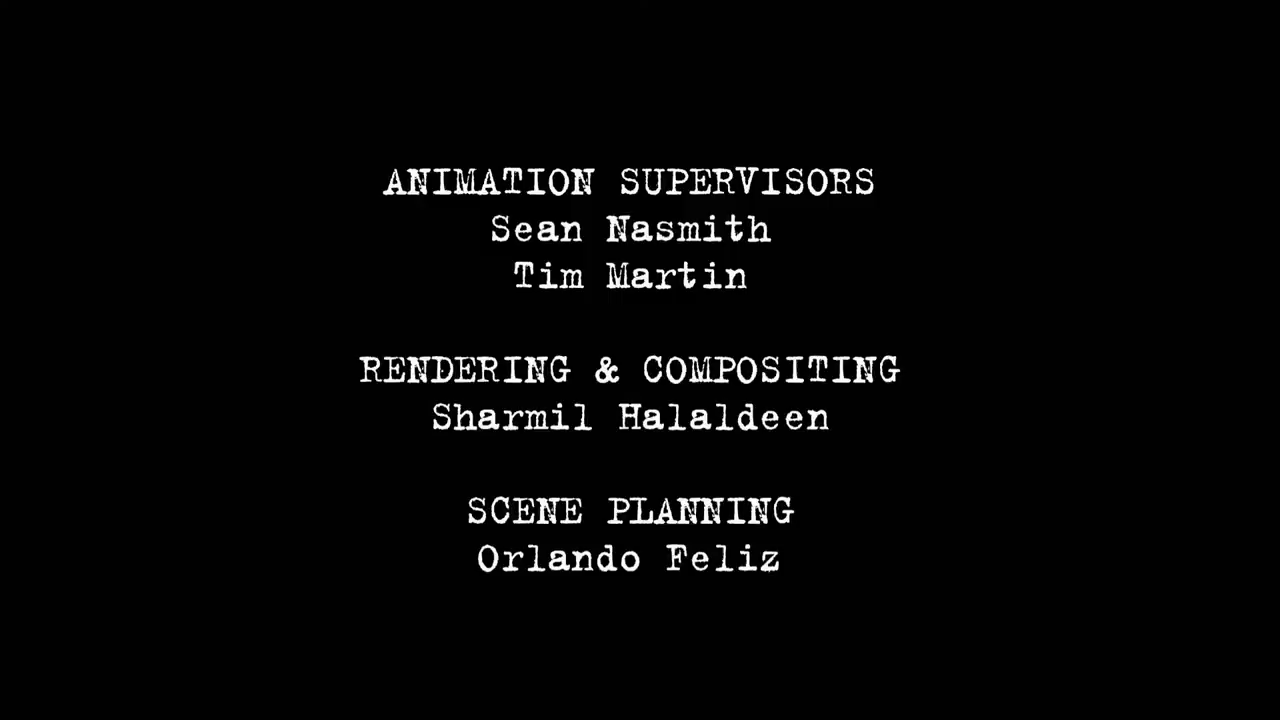 ANIMATION SUPERVISORS
Sean Nasmith
Tim Martin
RENDERING & COMPOSITING
Sharmil Halaldeen
SCENE PLANNING
Orlando Feliz